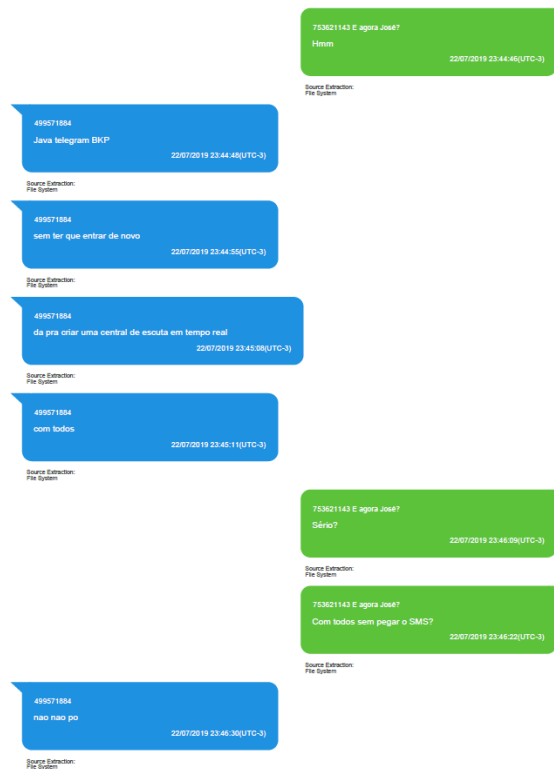 753621143 E agora José?
Hmm
22/07/2019 23:44:46(UTC-3)
Source Extraction:
File System
499571884
Java telegram BKP
22/07/2019 23:44:48(UTC-3)
Source Extraction:
File System
499571884
sem ter que entrar de novo
22/07/2019 23:44:55(UTC-3)
Source Extraction:
File System
499571884
da pra criar uma central de escuta em tempo real
22/07/2019 23:45:08(UTC-3)
Source Extraction:
File System
499571884
com todos
22/07/2019 23:45:11(UTC-3)
Source Extraction:
File System
753621143 E agora José?
Sério?
22/07/2019 23:46:09(UTC-3)
Source Extraction:
File System
753621143 E agora José?
Com todos sem pegar o SMS?
22/07/2019 23:46:22(UTC-3)
Source Extraction:
File System
499571884
nao nao po
22/07/2019 23:46:30(UTC-3)
Source Extraction:
File System